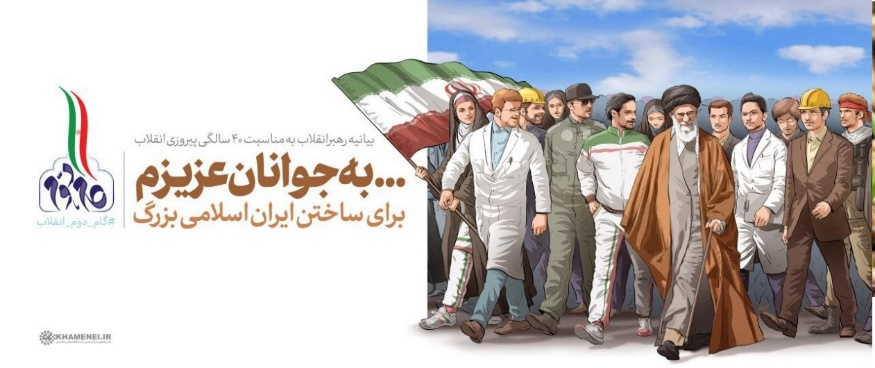 بیانیه رهبر انقلاب به مناسبت ۴۰ سالگی پیروزی انقلاب
...به جوانان عزیزم
برای ساختن ایران اسلامی بزرگ
#گام_دوم_انقلاب
KHAMENEI.IR